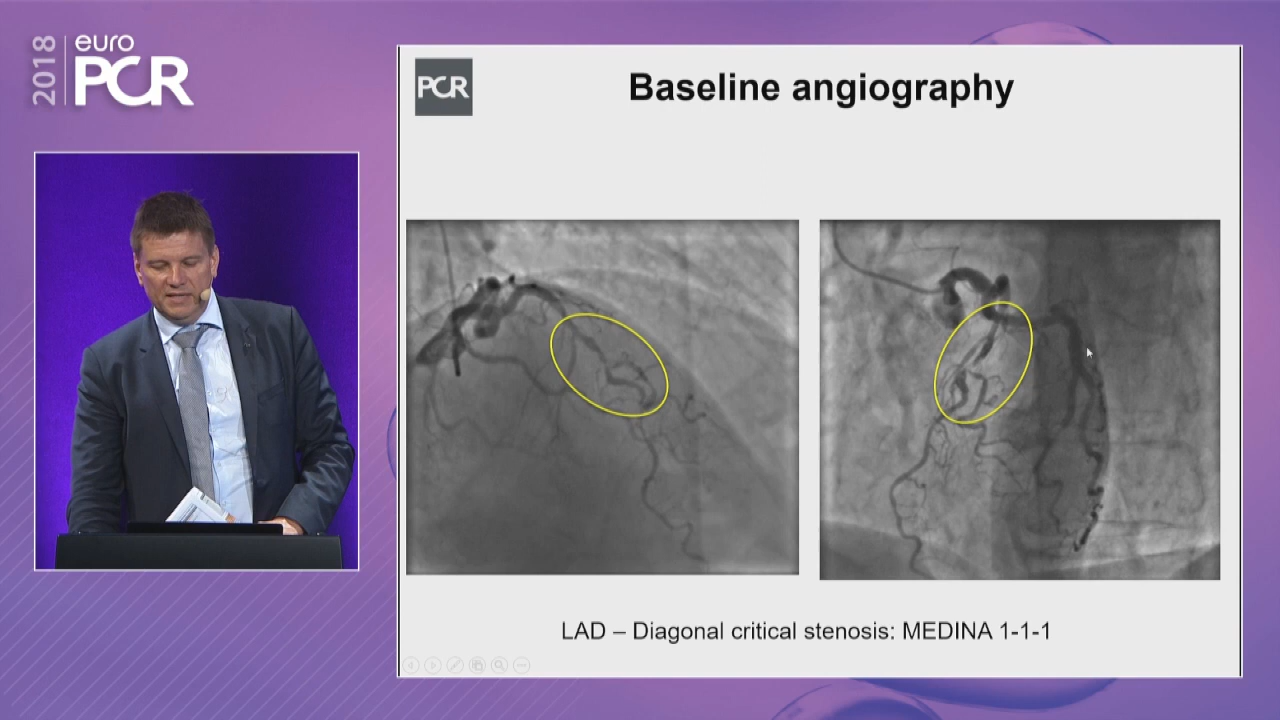 2018
euro
PCR
PCR
Baseline angiography
LAD – Diagonal critical stenosis: MEDINA 1-1-1